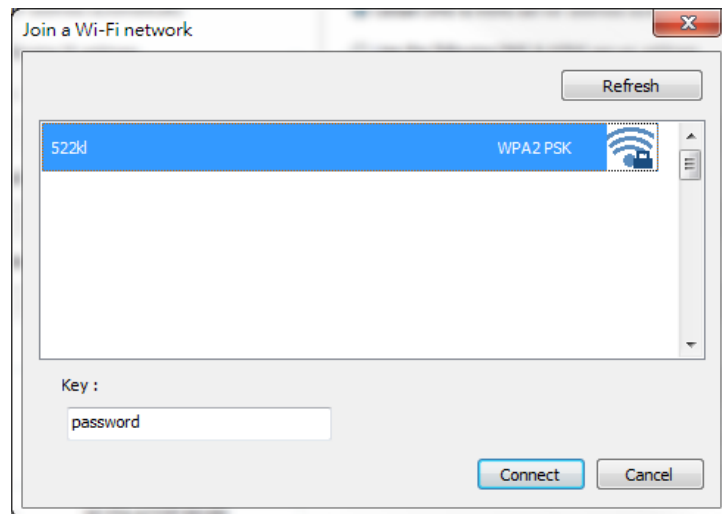 Join a Wi-Fi network
Refresh
522kl WPA2 PSK
Key :
password
Connect Cancel